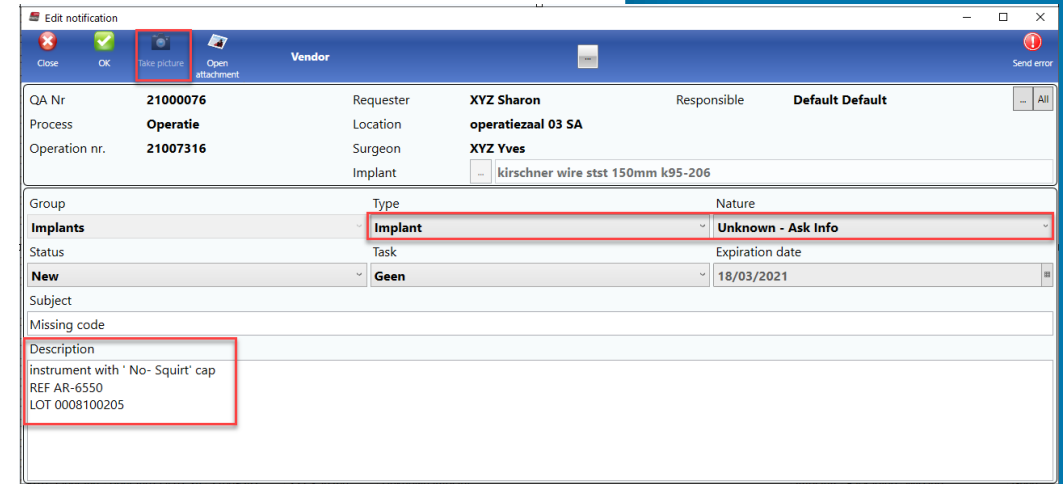 Edit notification
Close OK Take picture Open attachment Vendor ... Send error
QA Nr 21000076 Requester XYZ Sharon Responsible Default Default ... All
Process Operatie Location operatiezaal 03 SA
Operation nr. 21007316 Surgeon XYZ Yves
Implant ... kirschner wire stst 150mm k95-206
Group Type Nature
Implants Implant Unknown - Ask Info
Status Task Expiration date
New Geen 18/03/2021
Subject
Missing code
Description
instrument with ' No- Squirt' cap
REF AR-6550
LOT 0008100205